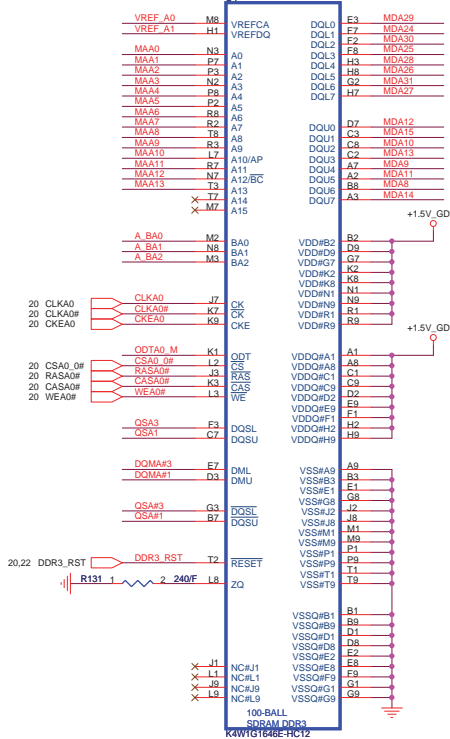 VREF_A0 M8 VREFCA DQL0 E3 MDA29
VREF_A1 H1 VREFDQ DQL1 F7 MDA24
DQL2 F2 MDA30
MAA0 N3 A0 DQL3 F8 MDA25
MAA1 P7 A1 DQL4 H3 MDA28
MAA2 P3 A2 DQL5 H8 MDA26
MAA3 N2 A3 DQL6 G2 MDA31
MAA4 P8 A4 DQL7 H7 MDA27
MAA5 P2 A5
MAA6 R8 A6
MAA7 R2 A7 DQU0 D7 MDA12
MAA8 T8 A8 DQU1 C3 MDA15
MAA9 R3 A9 DQU2 C8 MDA10
MAA10 L7 A10/AP DQU3 C2 MDA13
MAA11 R7 A11 DQU4 A7 MDA9
MAA12 N7 A12/BC DQU5 A2 MDA11
MAA13 T3 A13 DQU6 B8 MDA8
T7 A14 DQU7 A3 MDA14
M7 A15
+1.5V_GD
A_BA0 M2 BA0 VDD#B2 B2
A_BA1 N8 BA1 VDD#D9 D9
A_BA2 M3 BA2 VDD#G7 G7
VDD#K2 K2
VDD#K8 K8
VDD#N1 N1
20 CLKA0 CLKA0 J7 CK VDD#N9 N9
20 CLKA0# CLKA0# K7 CK VDD#R1 R1
20 CKEA0 CKEA0 K9 CKE VDD#R9 R9
+1.5V_GD
ODTA0_M K1 ODT VDDQ#A1 A1
20 CSA0_0# CSA0_0# L2 CS VDDQ#A8 A8
20 RASA0# RASA0# J3 RAS VDDQ#C1 C1
20 CASA0# CASA0# K3 CAS VDDQ#C9 C9
20 WEA0# WEA0# L3 WE VDDQ#D2 D2
VDDQ#E9 E9
VDDQ#F1 F1
QSA3 F3 DQSL VDDQ#H2 H2
QSA1 C7 DQSU VDDQ#H9 H9
DQMA#3 E7 DML VSS#A9 A9
DQMA#1 D3 DMU VSS#B3 B3
VSS#E1 E1
VSS#G8 G8
QSA#3 G3 DQSL VSS#J2 J2
QSA#1 B7 DQSU VSS#J8 J8
VSS#M1 M1
VSS#M9 M9
VSS#P1 P1
20,22 DDR3_RST DDR3_RST T2 RESET VSS#P9 P9
VSS#T1 T1
R131 1 2 240/F L8 ZQ VSS#T9 T9
VSSQ#B1 B1
VSSQ#B9 B9
VSSQ#D1 D1
VSSQ#D8 D8
VSSQ#E2 E2
J1 NC#J1 VSSQ#E8 E8
L1 NC#L1 VSSQ#F9 F9
J9 NC#J9 VSSQ#G1 G1
L9 NC#L9 VSSQ#G9 G9
100-BALL
SDRAM DDR3
K4W1G1646E-HC12